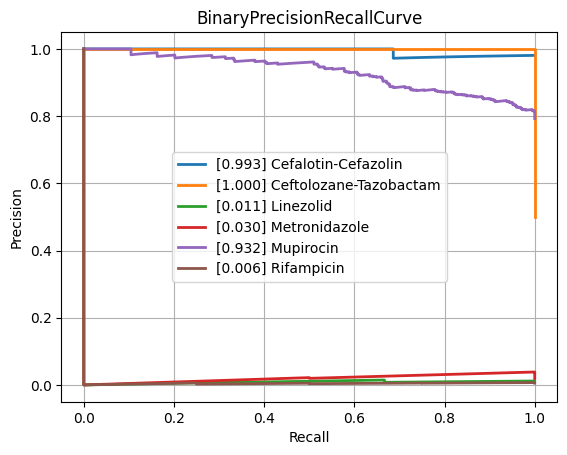 BinaryPrecisionRecallCurve
1.0
0.8
0.6
0.4
0.2
0.0
Precision
[0.993] Cefalotin-Cefazolin
[1.000] Ceftolozane-Tazobactam
[0.011] Linezolid
[0.030] Metronidazole
[0.932] Mupirocin
[0.006] Rifampicin
0.0 0.2 0.4 0.6 0.8 1.0
Recall